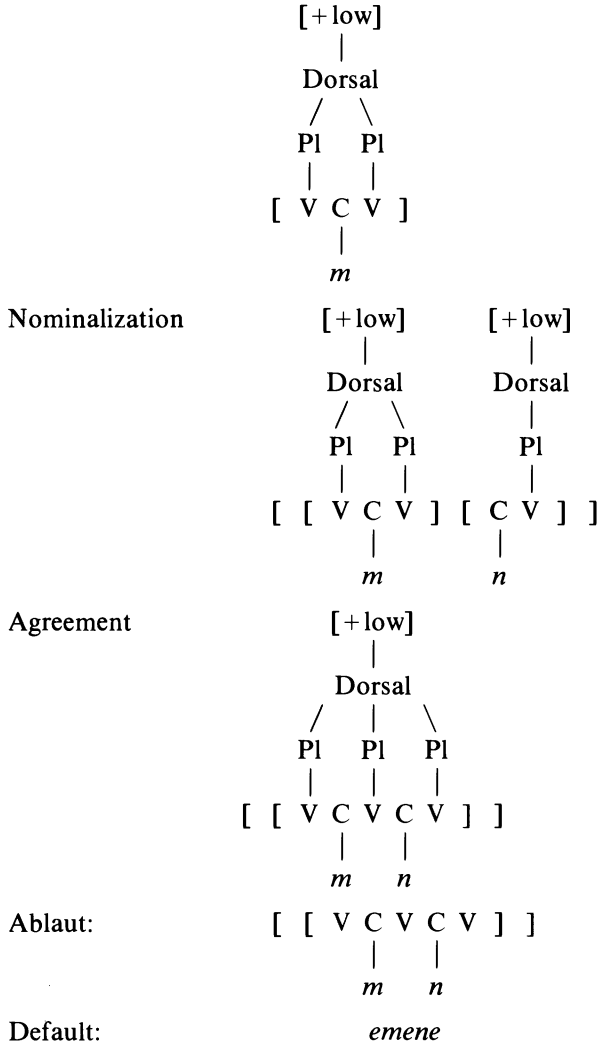 [+low]
Dorsal
Pl Pl
[ V C V ]
m
Nominalization [+low] [+low]
Dorsal Dorsal
Pl Pl Pl
[ [ V C V ] [ C V ] ]
m n
Agreement [+low]
Dorsal
Pl Pl Pl
[ [ V C V C V ] ]
m n
Ablaut: [ [ V C V C V ] ]
m n
Default: emene